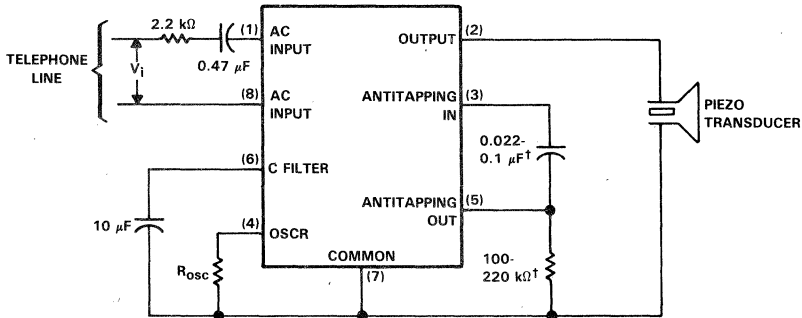 2.2 kΩ
(1)
AC
INPUT
0.47 μF
TELEPHONE
LINE
Vi
(8)
AC
INPUT
(6)
C FILTER
10 μF
(4)
OSCR
Rosc
COMMON
(7)
OUTPUT
(2)
ANTITAPPING
IN
(3)
0.022-
0.1 μF†
ANTITAPPING
OUT
(5)
100-
220 kΩ†
PIEZO
TRANSDUCER